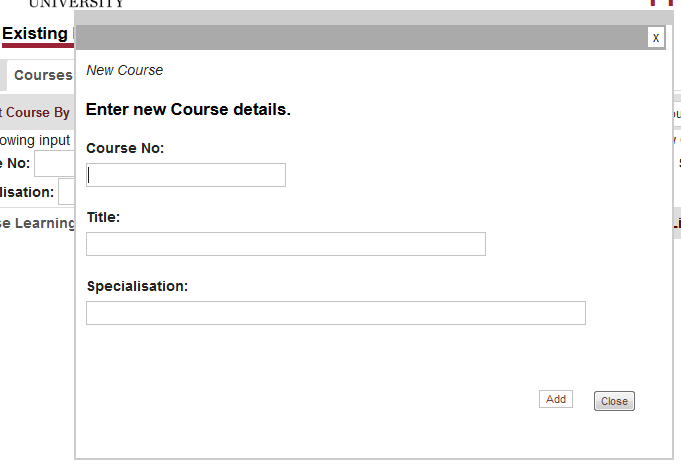 UNIVERSITY
Existing
x
Courses
New Course
t Course By
Enter new Course details.
owing input
Course No:
e No:
lisation:
Title:
se Learning
Specialisation:
Add
Close